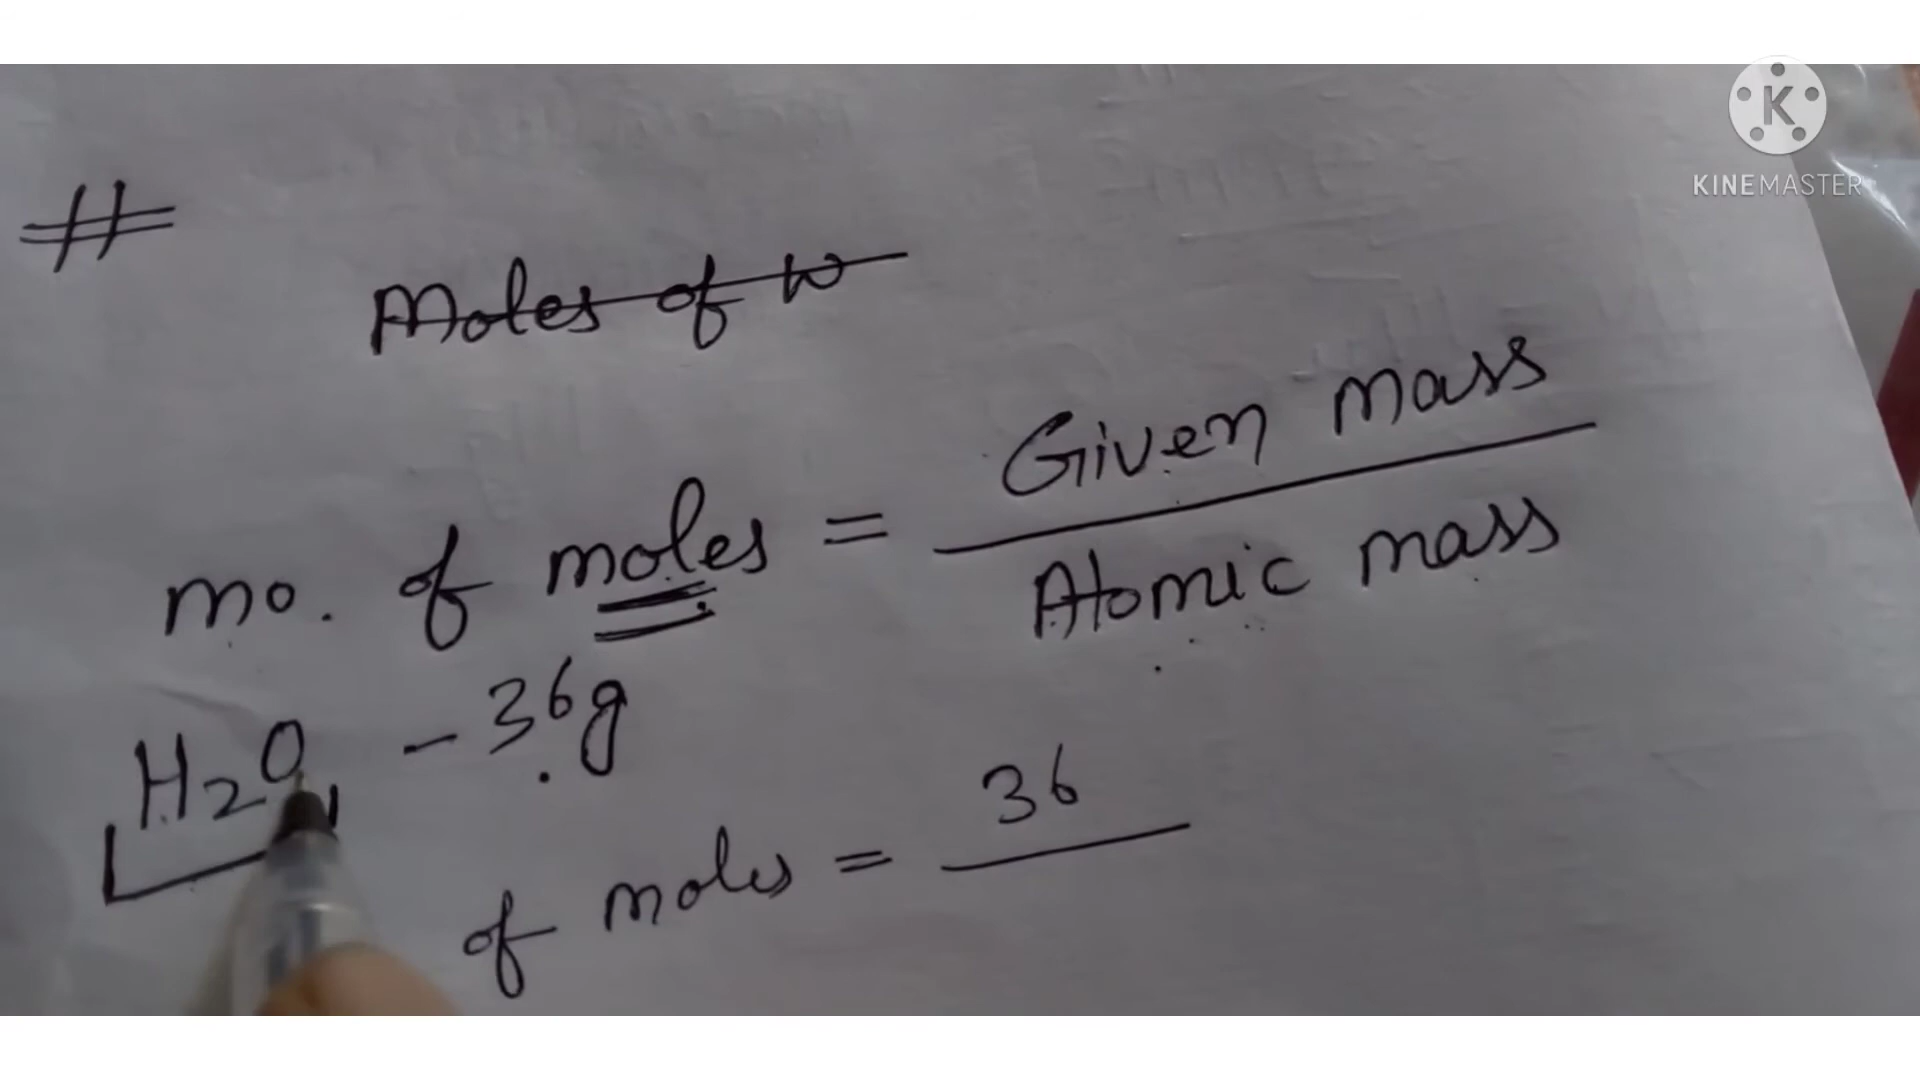 KINEMASTER
#
Moles of w
no. of moles = Given mass / Atomic mass
H2O - 36g
of moles = 36